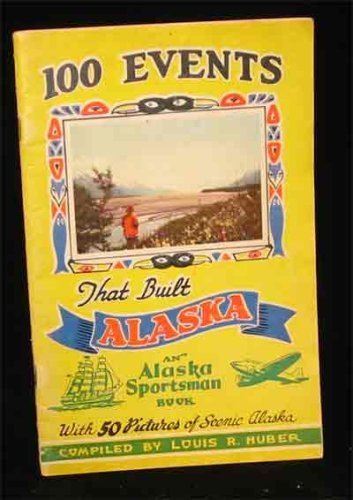 100 EVENTS
That Built
ALASKA
AN
Alaska
Sportsman
BOOK
With 50 Pictures of Scenic Alaska
COMPILED BY LOUIS R. HUBER